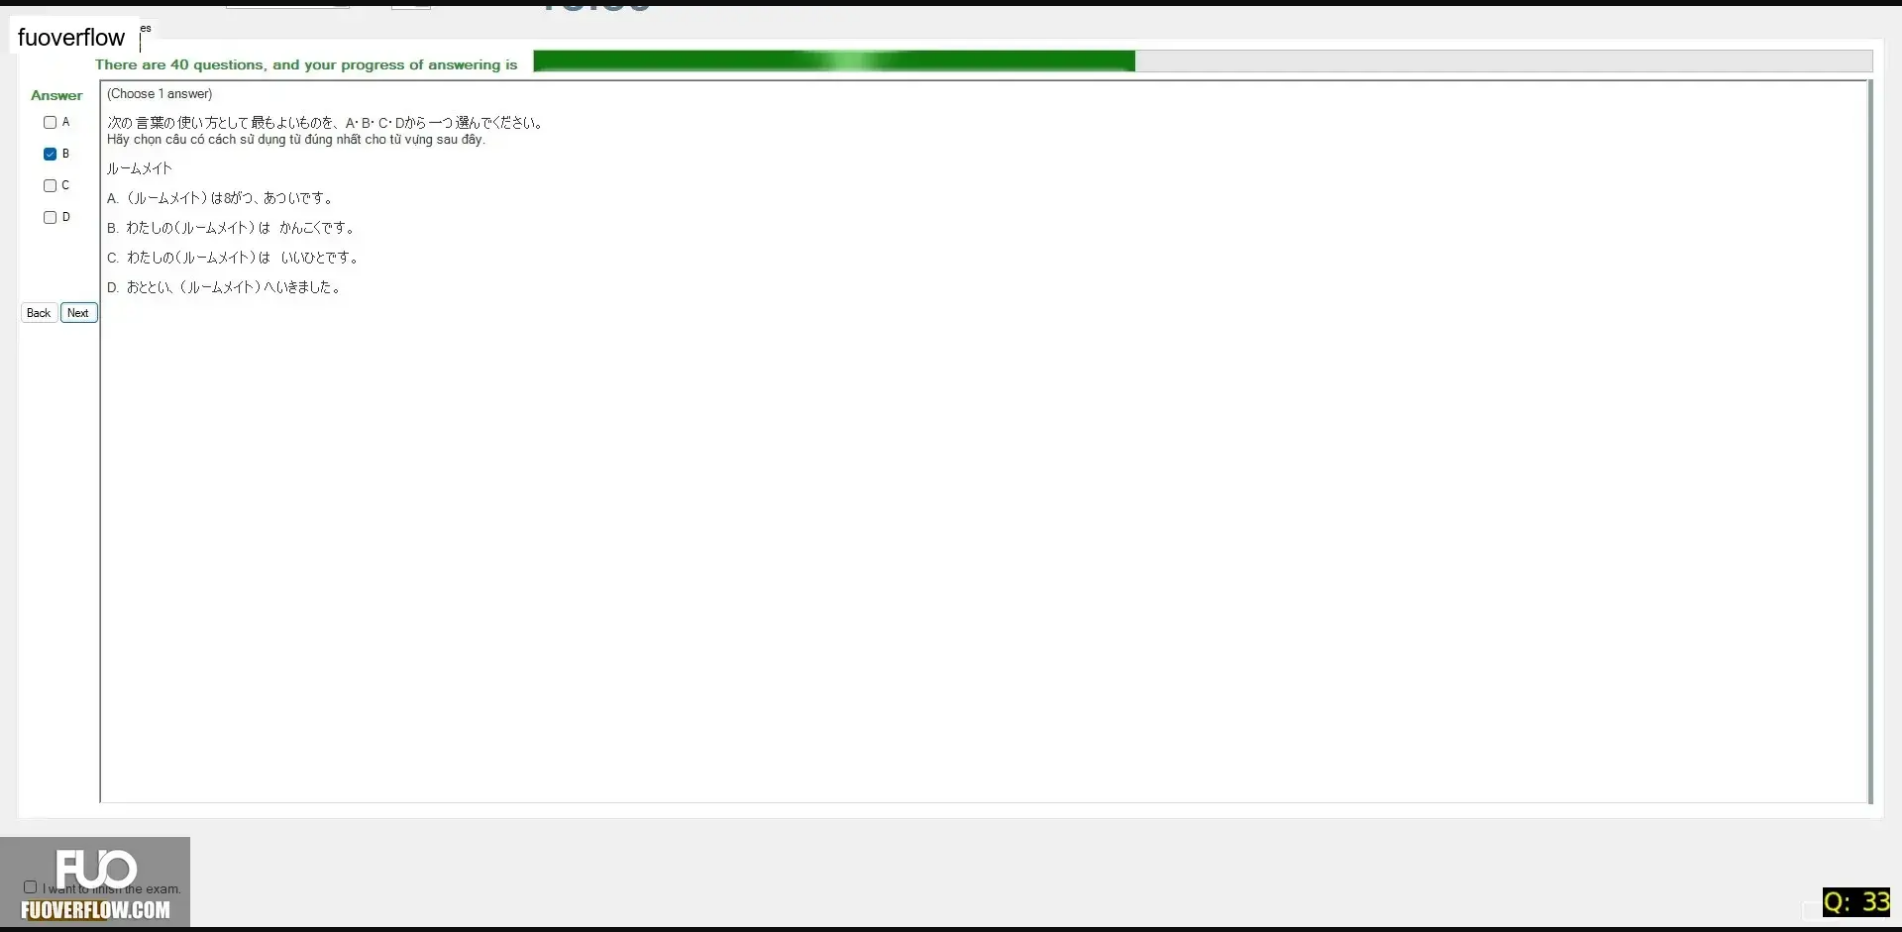 fuoverflow
es
There are 40 questions, and your progress of answering is
Answer
(Choose 1 answer)
A
次の言葉の使い方として最もよいものを、A・B・C・Dから一つ選んでください。
Hãy chọn câu có cách sử dụng từ đúng nhất cho từ vựng sau đây.
B
ルームメイト
C
A. （ルームメイト）は8がつ、あついです。
D
B. わたしの（ルームメイト）は　かんこくです。
C. わたしの（ルームメイト）は　いいひとです。
D. おととい、（ルームメイト）へいきました。
Back Next
FUO
I want to finish the exam.
FUOVERFLOW.COM
Q: 33